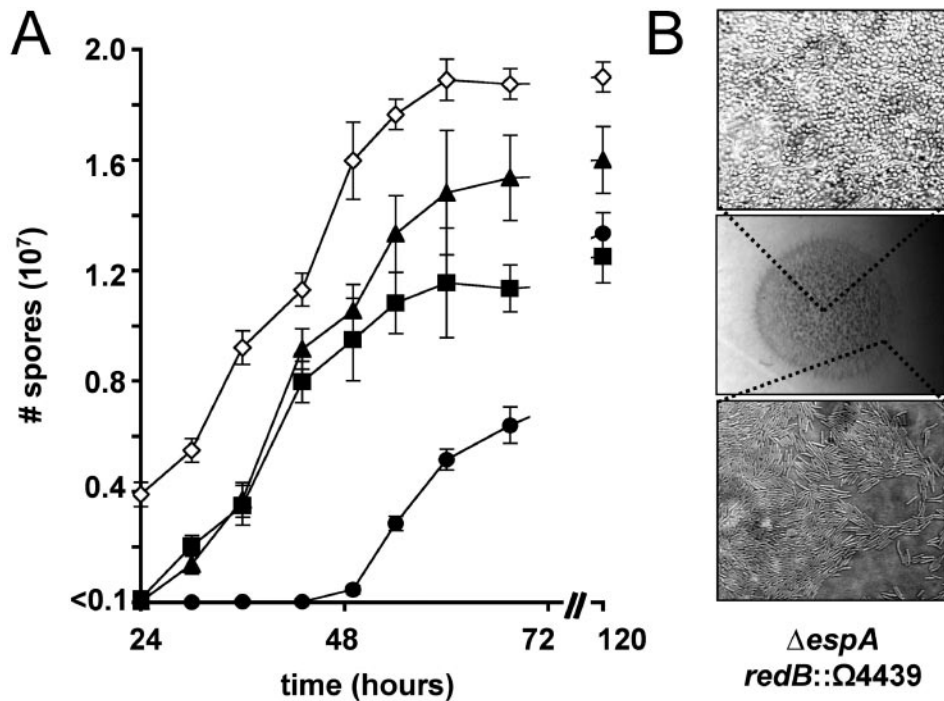 A
B
2.0
1.6
1.2
0.8
0.4
<0.1
# spores (10⁷)
24
48
72
120
time (hours)
ΔespA
redB::Ω4439